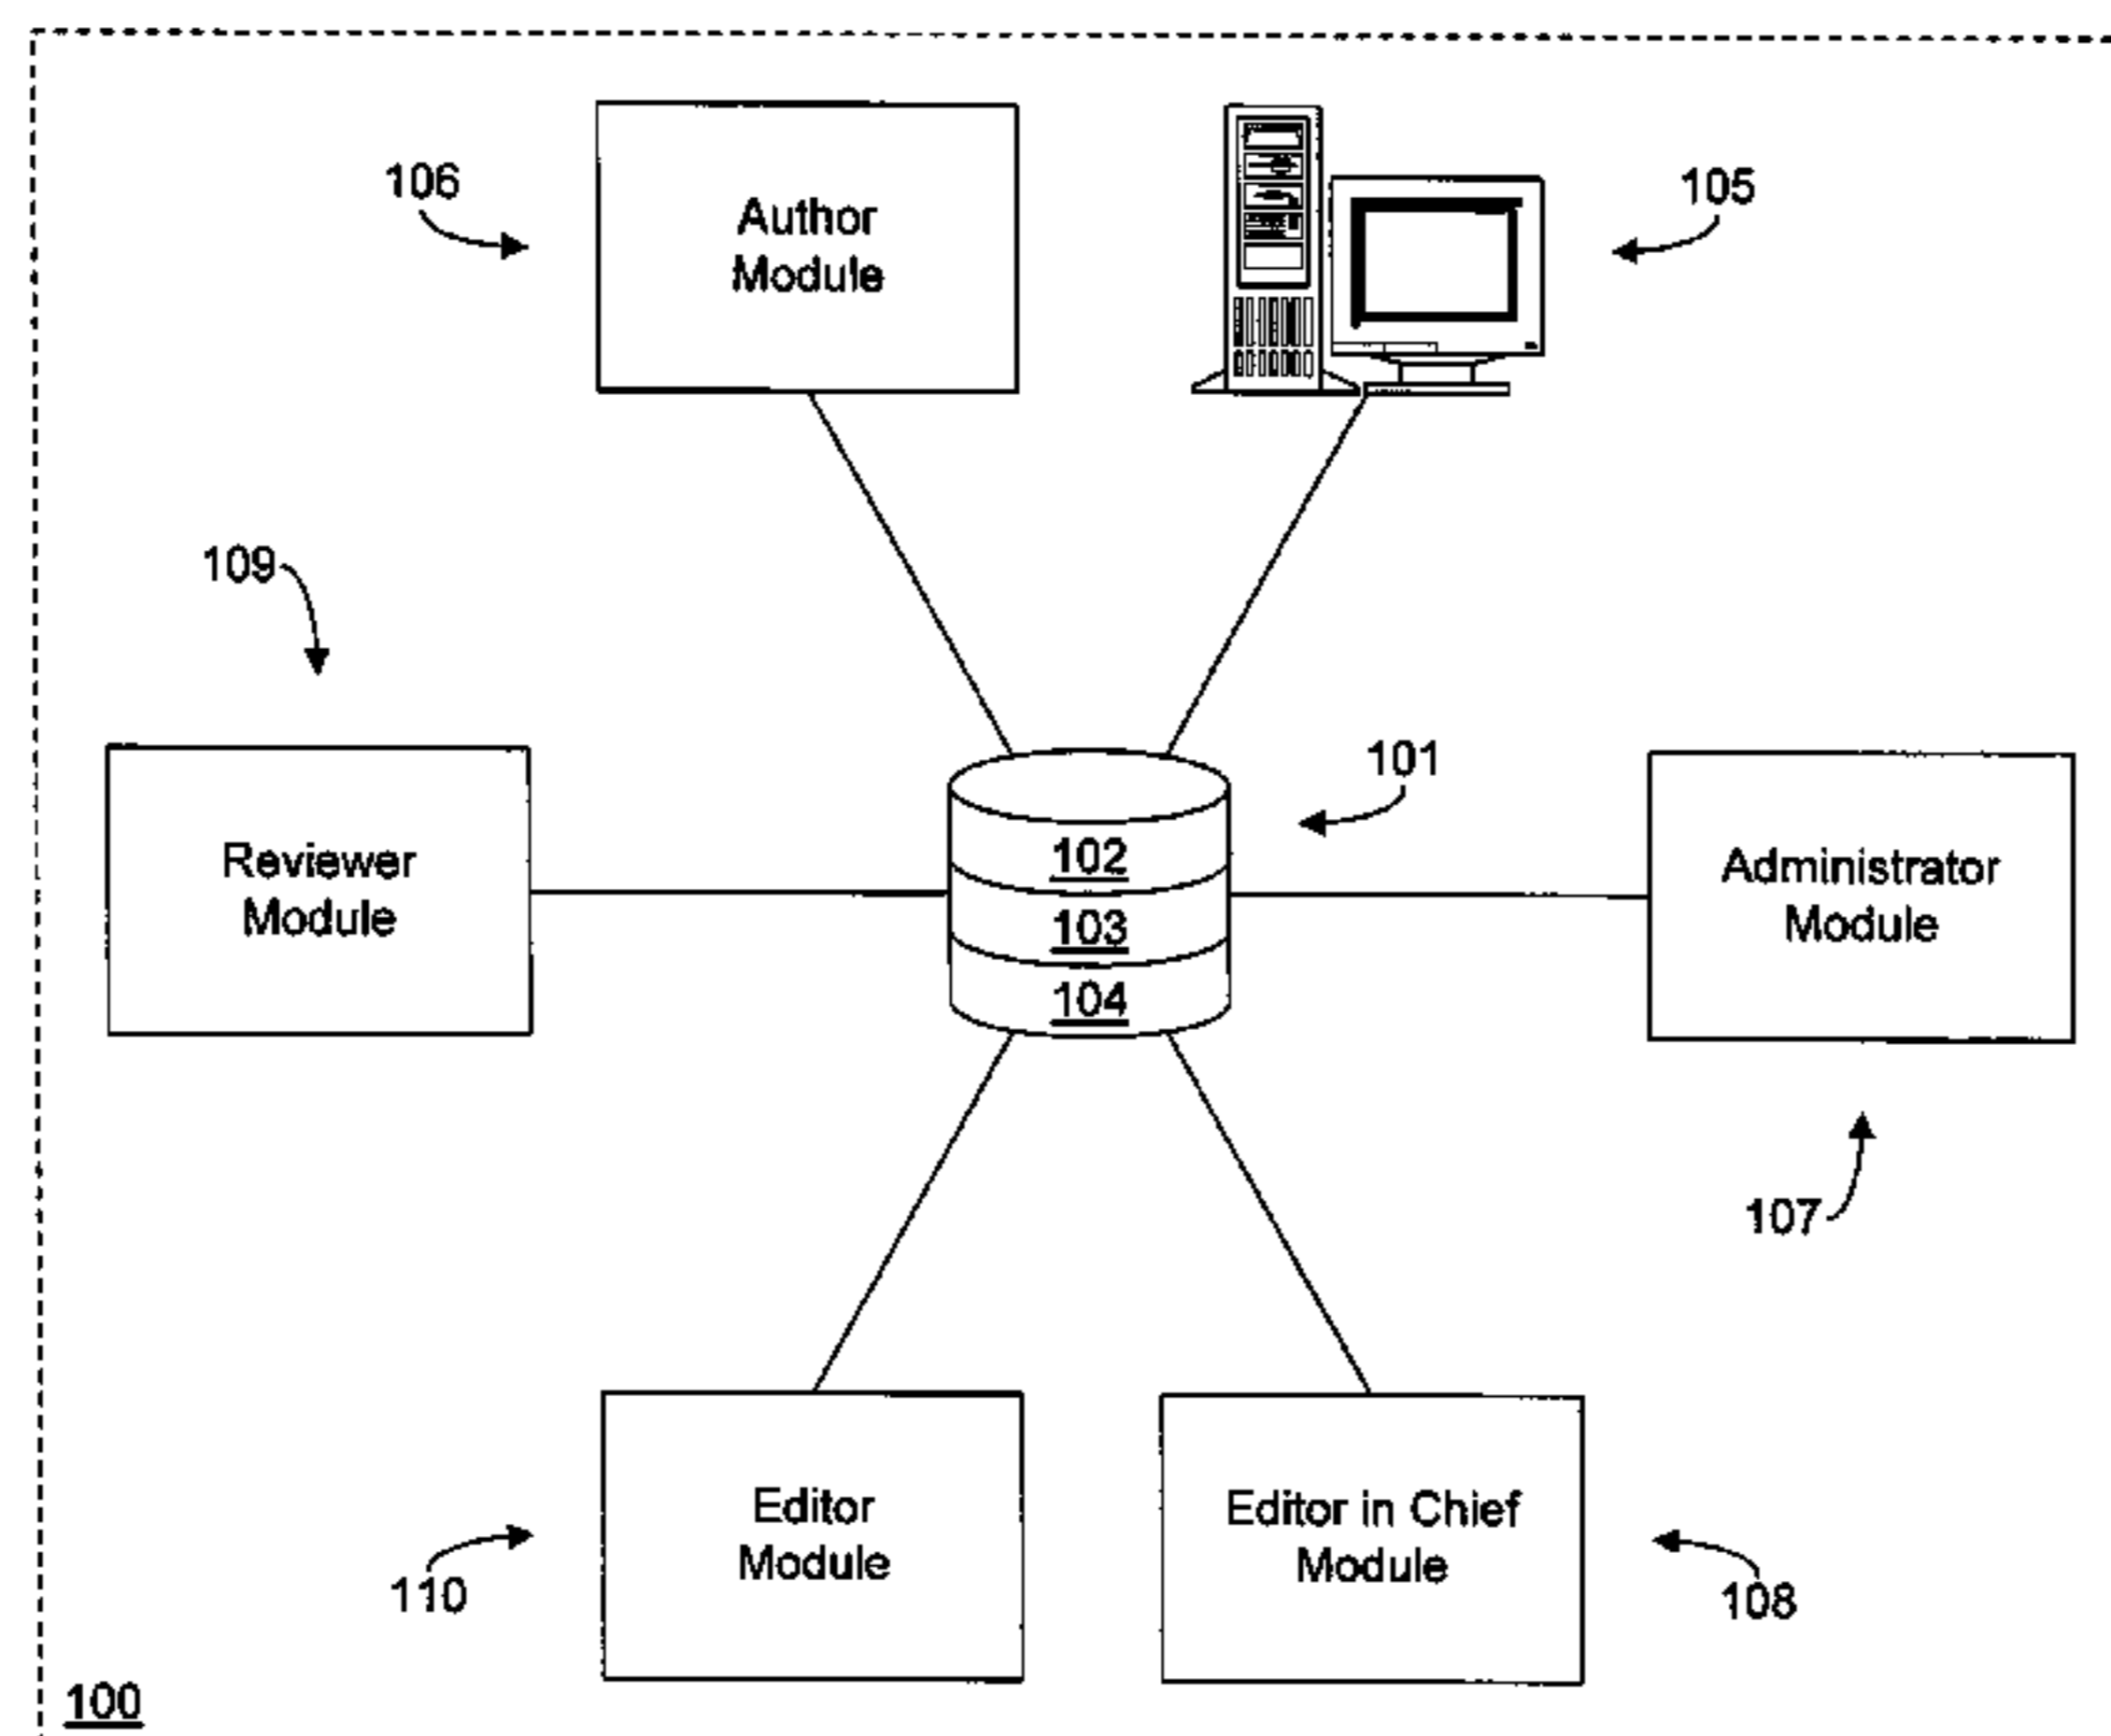 106
Author
Module
105
109
101
Reviewer
Module
102
103
104
Administrator
Module
107
Editor
Module
Editor in Chief
Module
110
108
100